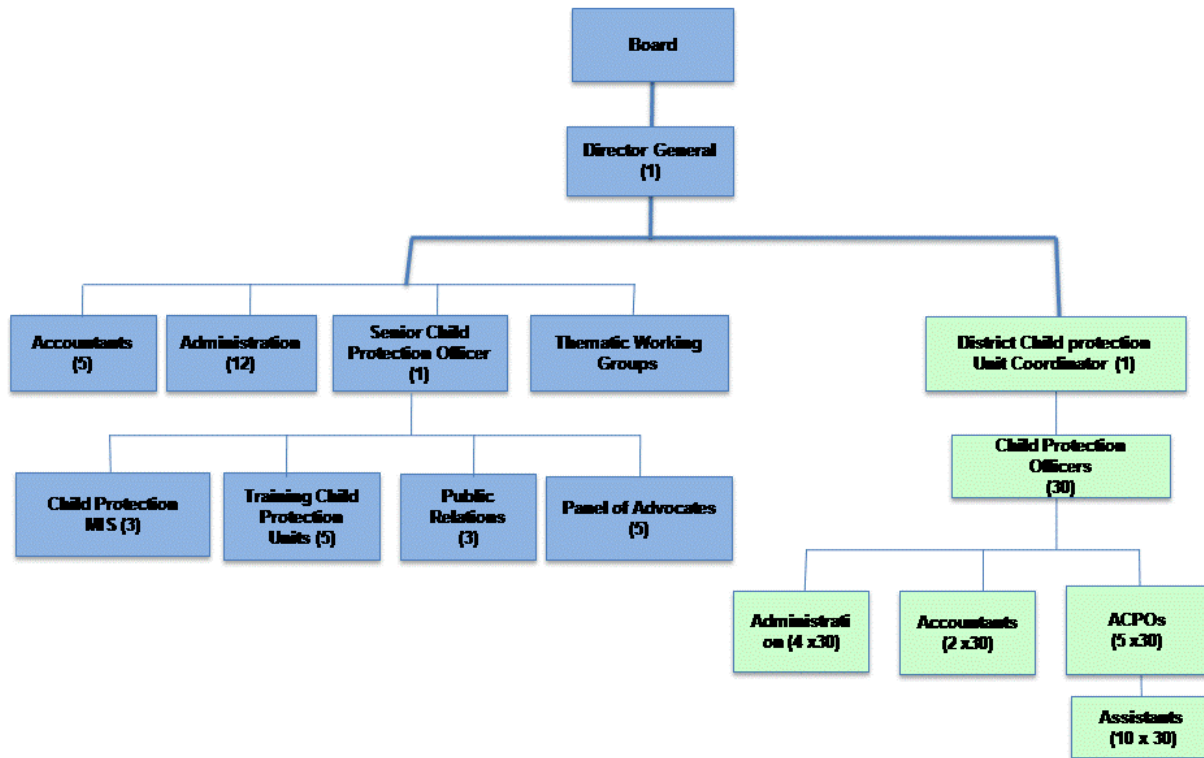 Board
Director General
(1)
Accountants
(5)
Administration
(12)
Senior Child
Protection Officer
(1)
Thematic Working
Groups
District Child protection
Unit Coordinator (1)
Child Protection
MIS (3)
Training Child
Protection
Units (5)
Public
Relations
(3)
Panel of Advocates
(5)
Child Protection
Officers
(30)
Administrati
on (4 x30)
Accountants
(2 x30)
ACPOs
(5 x30)
Assistants
(10 x 30)